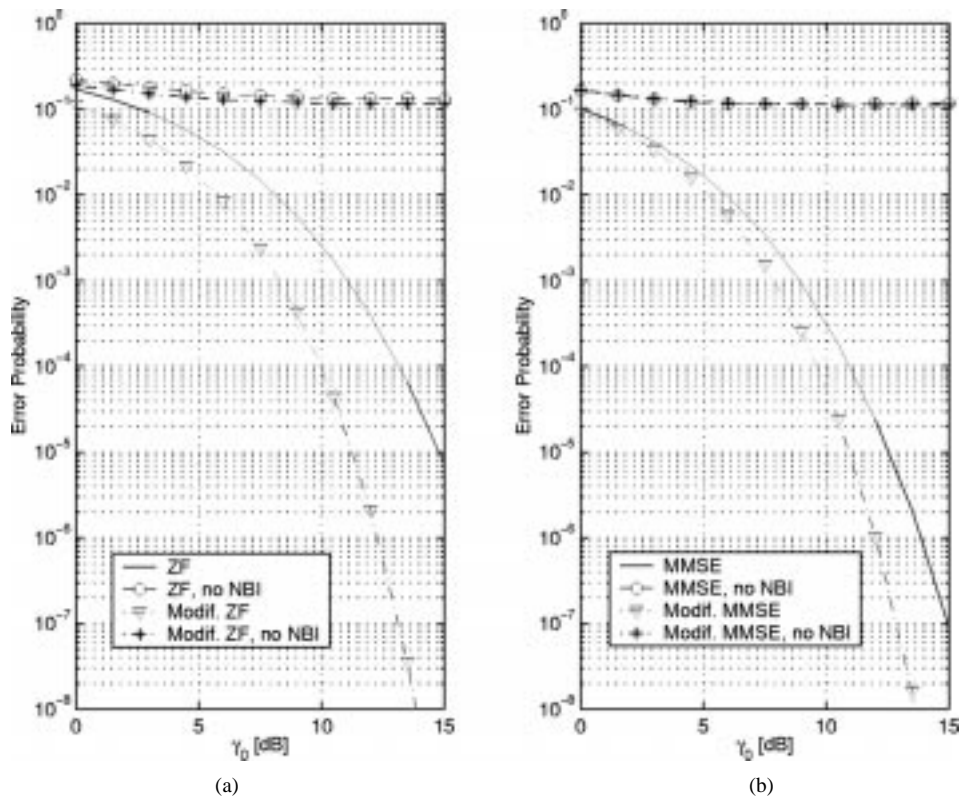 Error Probability
10^0
10^-1
10^-2
10^-3
10^-4
10^-5
10^-6
10^-7
10^-8
0
5
10
15
γ_0 [dB]
ZF
ZF, no NBI
Modif. ZF
Modif. ZF, no NBI
(a)
Error Probability
10^0
10^-1
10^-2
10^-3
10^-4
10^-5
10^-6
10^-7
10^-8
0
5
10
15
γ_0 [dB]
MMSE
MMSE, no NBI
Modif. MMSE
Modif. MMSE, no NBI
(b)